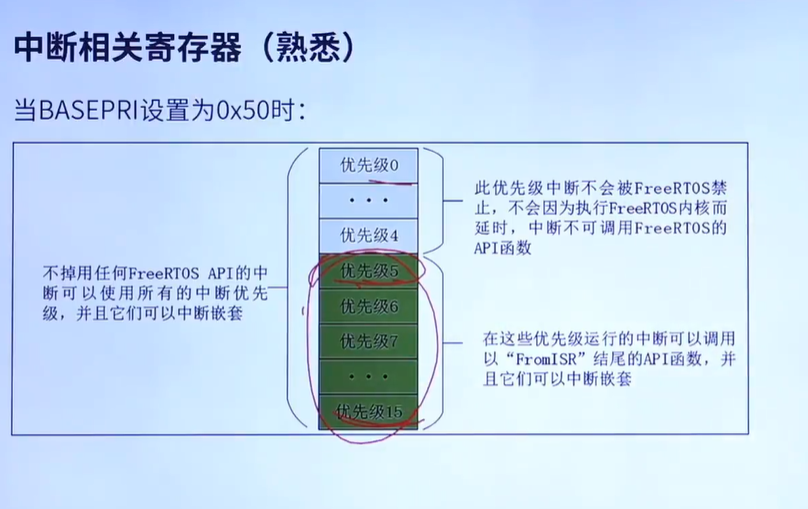 中断相关寄存器（熟悉）
当BASEPRI设置为0x50时：
优先级0
···
优先级4
优先级5
优先级6
优先级7
···
优先级15
此优先级中断不会被FreeRTOS禁
止，不会因为执行FreeRTOS内核而
延时，中断不可调用FreeRTOS的
API函数
不掉用任何FreeRTOS API的中
断可以使用所有的中断优先
级，并且它们可以中断嵌套
在这些优先级运行的中断可以调用
以“FromISR”结尾的API函数，并
且它们可以中断嵌套